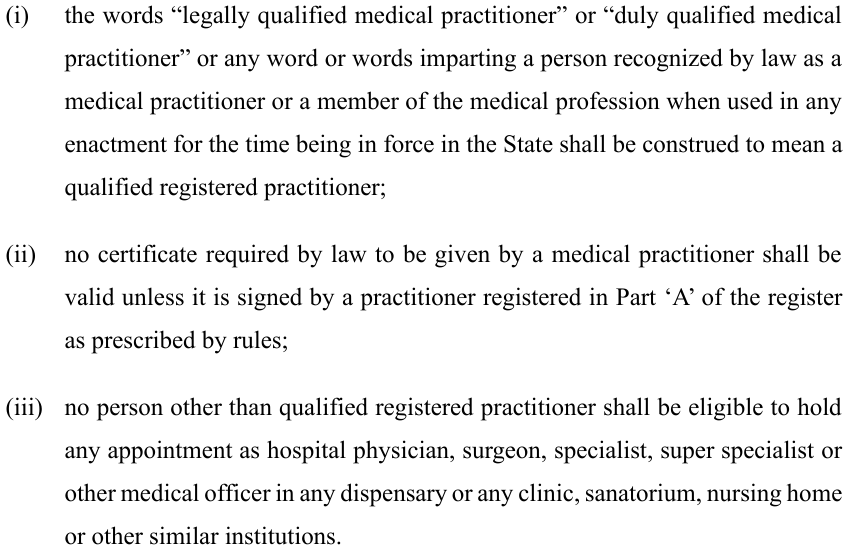 (i) the words “legally qualified medical practitioner” or “duly qualified medical
practitioner” or any word or words imparting a person recognized by law as a
medical practitioner or a member of the medical profession when used in any
enactment for the time being in force in the State shall be construed to mean a
qualified registered practitioner;
(ii) no certificate required by law to be given by a medical practitioner shall be
valid unless it is signed by a practitioner registered in Part ‘A’ of the register
as prescribed by rules;
(iii) no person other than qualified registered practitioner shall be eligible to hold
any appointment as hospital physician, surgeon, specialist, super specialist or
other medical officer in any dispensary or any clinic, sanatorium, nursing home
or other similar institutions.